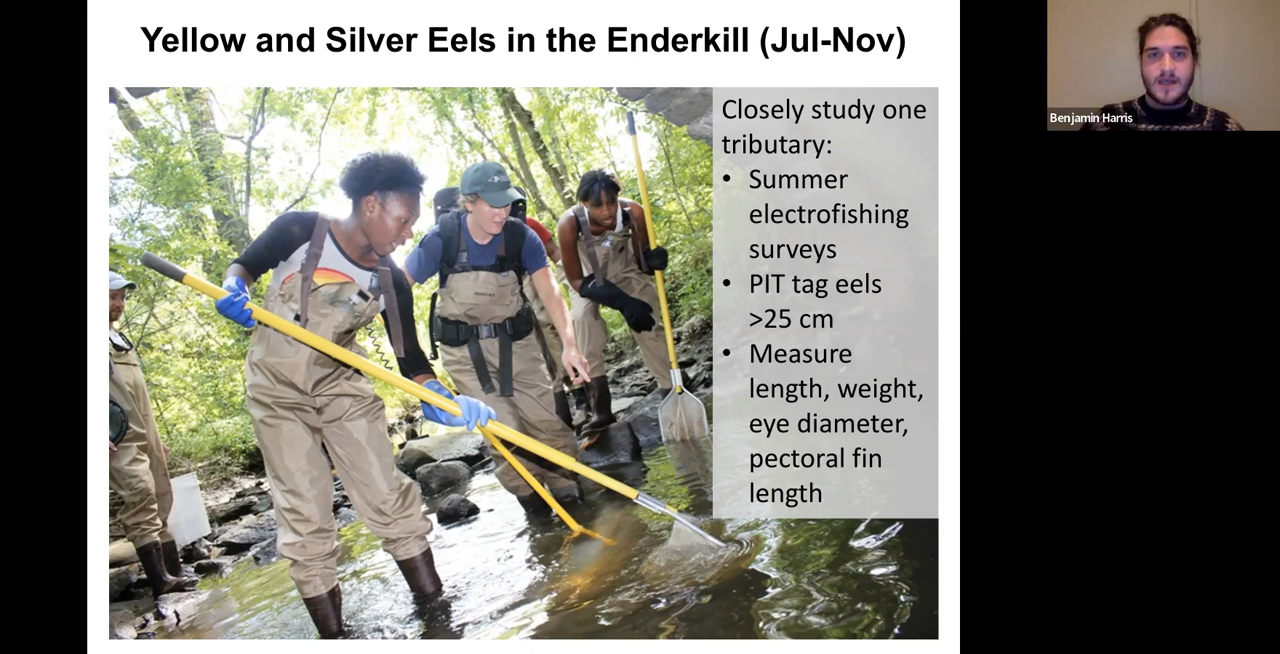 Yellow and Silver Eels in the Enderkill (Jul-Nov)
Closely study one
tributary:
• Summer
electrofishing
surveys
• PIT tag eels
>25 cm
• Measure
length, weight,
eye diameter,
pectoral fin
length
Benjamin Harris